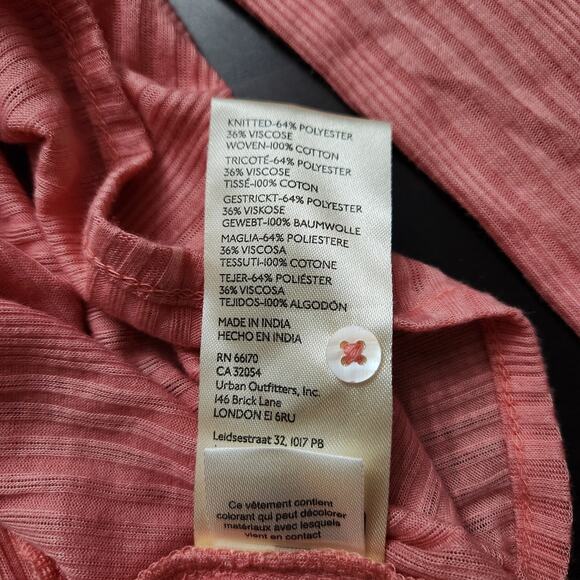 KNITTED-64% POLYESTER
36% VISCOSE
WOVEN-100% COTTON
TRICOTÉ-64% POLYESTER
36% VISCOSE
TISSÉ-100% COTON
GESTRICKT-64% POLYESTER
36% VISKOSE
GEWEBT-100% BAUMWOLLE
MAGLIA-64% POLIESTERE
36% VISCOSA
TESSUTI-100% COTONE
TEJER-64% POLIÉSTER
36% VISCOSA
TEJIDOS-100% ALGODÓN
MADE IN INDIA
HECHO EN INDIA
RN 66170
CA 32054
Urban Outfitters, Inc.
146 Brick Lane
LONDON E1 6RU
Leidsestraat 32, 1017 PB
Ce vêtement contient
colorant qui peut décolorer
matériaux avec lesquels
vient en contact